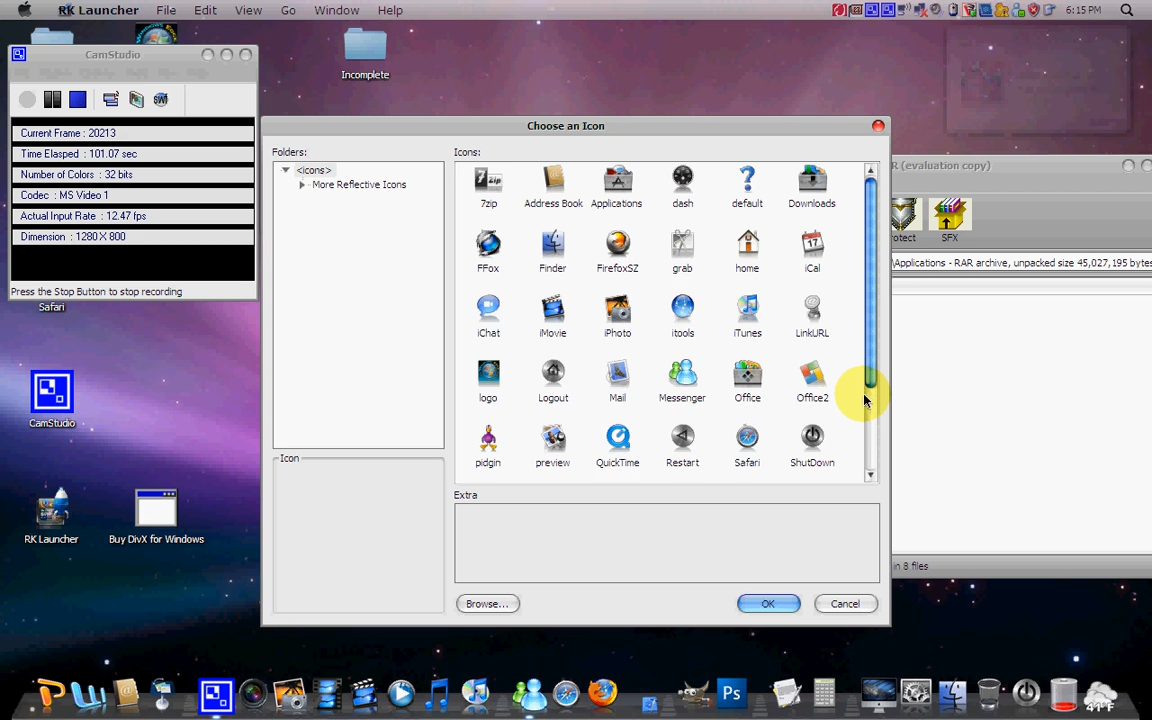 RK Launcher File Edit View Go Window Help 6:15 PM
Incomplete
CamStudio
Current Frame : 20213
Time Elasped : 101.07 sec
Number of Colors : 32 bits
Codec : MS Video 1
Actual Input Rate : 12.47 fps
Dimension : 1280 X 800
Press the Stop Button to stop recording
Safari
CamStudio
RK Launcher
Buy DivX for Windows
Choose an Icon
Folders:
<icons>
More Reflective Icons
Icon
Icons:
7zip Address Book Applications dash default Downloads
FFox Finder FirefoxSZ grab home iCal
iChat iMovie iPhoto itools iTunes LinkURL
logo Logout Mail Messenger Office Office2
pidgin preview QuickTime Restart Safari ShutDown
Extra
Browse... OK Cancel
R (evaluation copy)
otect SFX
\Applications - RAR archive, unpacked size 45,027,195 bytes
in 8 files
Ps
49°F